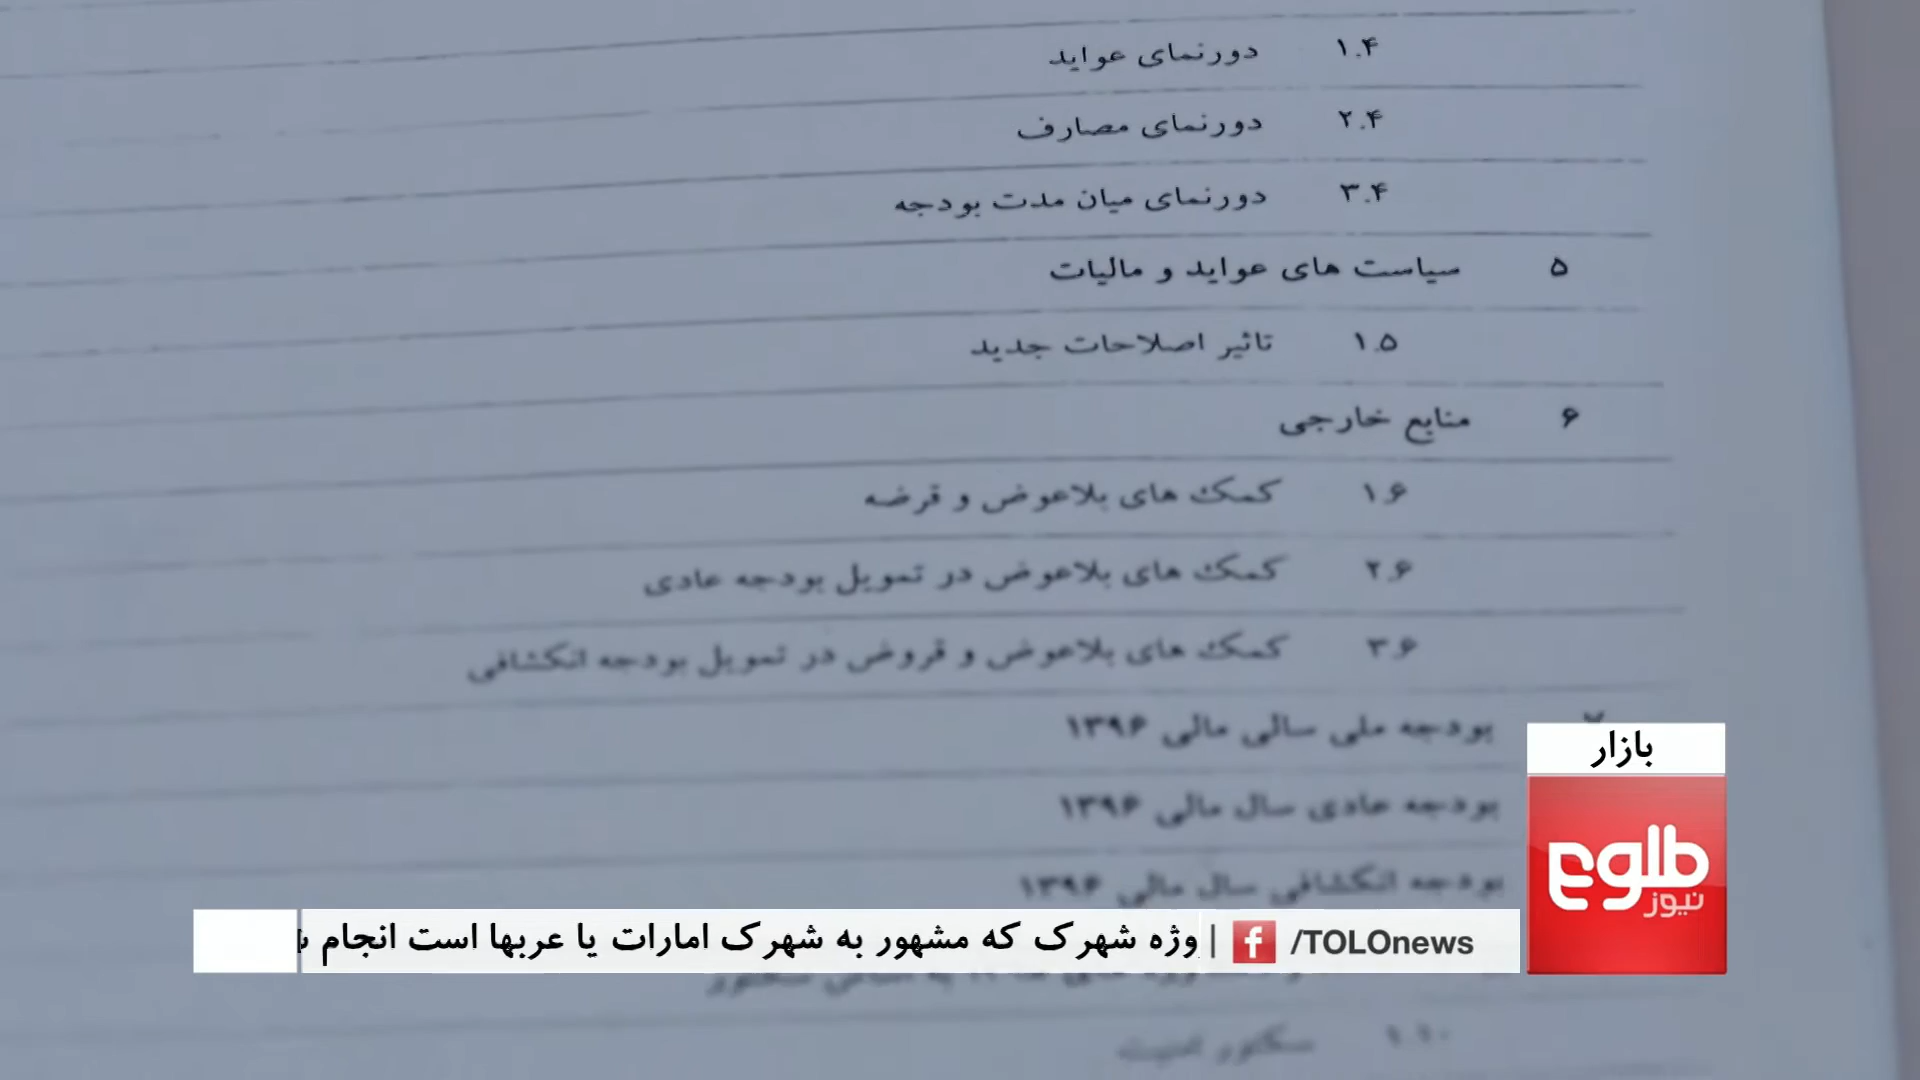 ۱.۴ دورنمای عواید
۲.۴ دورنمای مصارف
۳.۴ دورنمای میان مدت بودجه
۵ سیاست های عواید و مالیات
۱.۵ تاثیر اصلاحات جدید
۶ منابع خارجی
۱.۶ کمک های بلاعوض و قرضه
۲.۶ کمک های بلاعوض در تمویل بودجه عادی
۳.۶ کمک های بلاعوض و قروض در تمویل بودجه انکشافی
بودجه ملی سالی مالی ۱۳۹۶
بودجه عادی سال مالی ۱۳۹۶
بودجه انکشافی سال مالی ۱۳۹۶
سکتور امنیت
بازار
طلوع
نیوز
f /TOLOnews | وژه شهرک که مشهور به شهرک امارات یا عربها است انجام